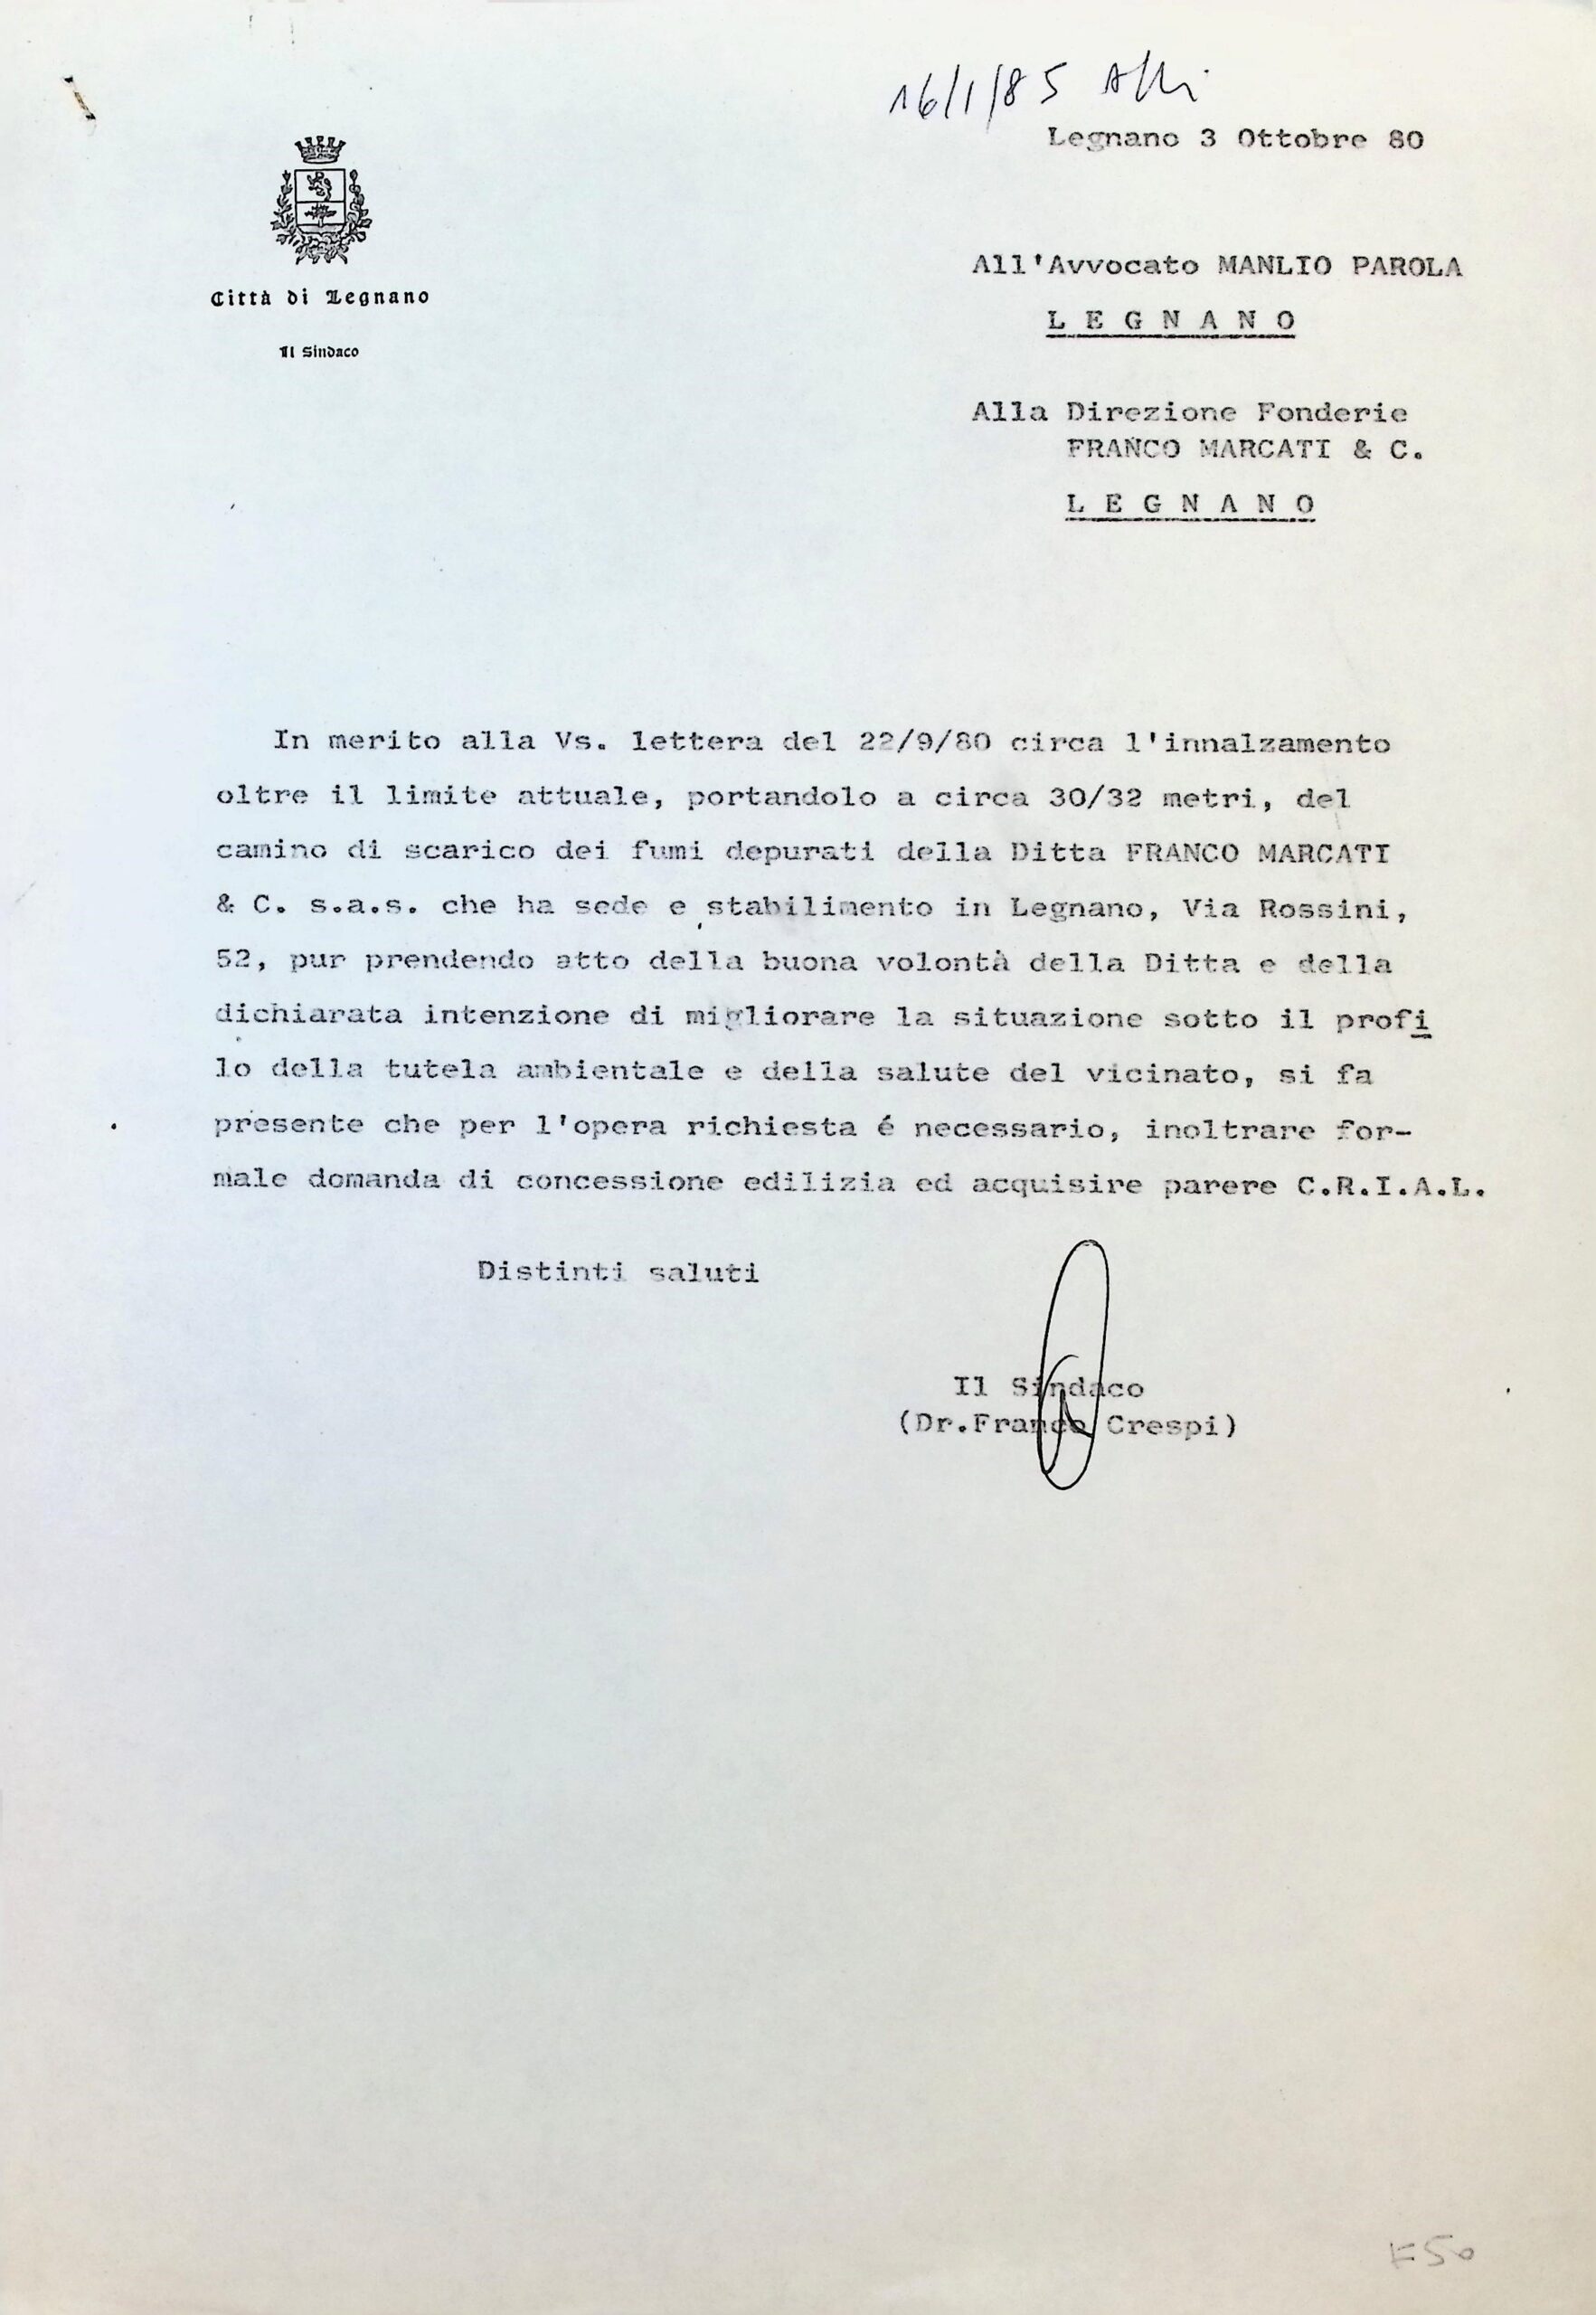 16/1/85
Legnano 3 Ottobre 80
Città di Legnano
Il Sindaco
All'Avvocato MANLIO PAROLA
L E G N A N O
Alla Direzione Fonderie
FRANCO MARCATI & C.
L E G N A N O
In merito alla Vs. lettera del 22/9/80 circa l'innalzamento
oltre il limite attuale, portandolo a circa 30/32 metri, del
camino di scarico dei fumi depurati della Ditta FRANCO MARCATI
& C. s.a.s. che ha sede e stabilimento in Legnano, Via Rossini,
52, pur prendendo atto della buona volontà della Ditta e della
dichiarata intenzione di migliorare la situazione sotto il profi
lo della tutela ambientale e della salute del vicinato, si fa
presente che per l'opera richiesta é necessario, inoltrare for-
male domanda di concessione edilizia ed acquisire parere C.R.I.A.L.
Distinti saluti
Il Sindaco
(Dr.Franco Crespi)
F50